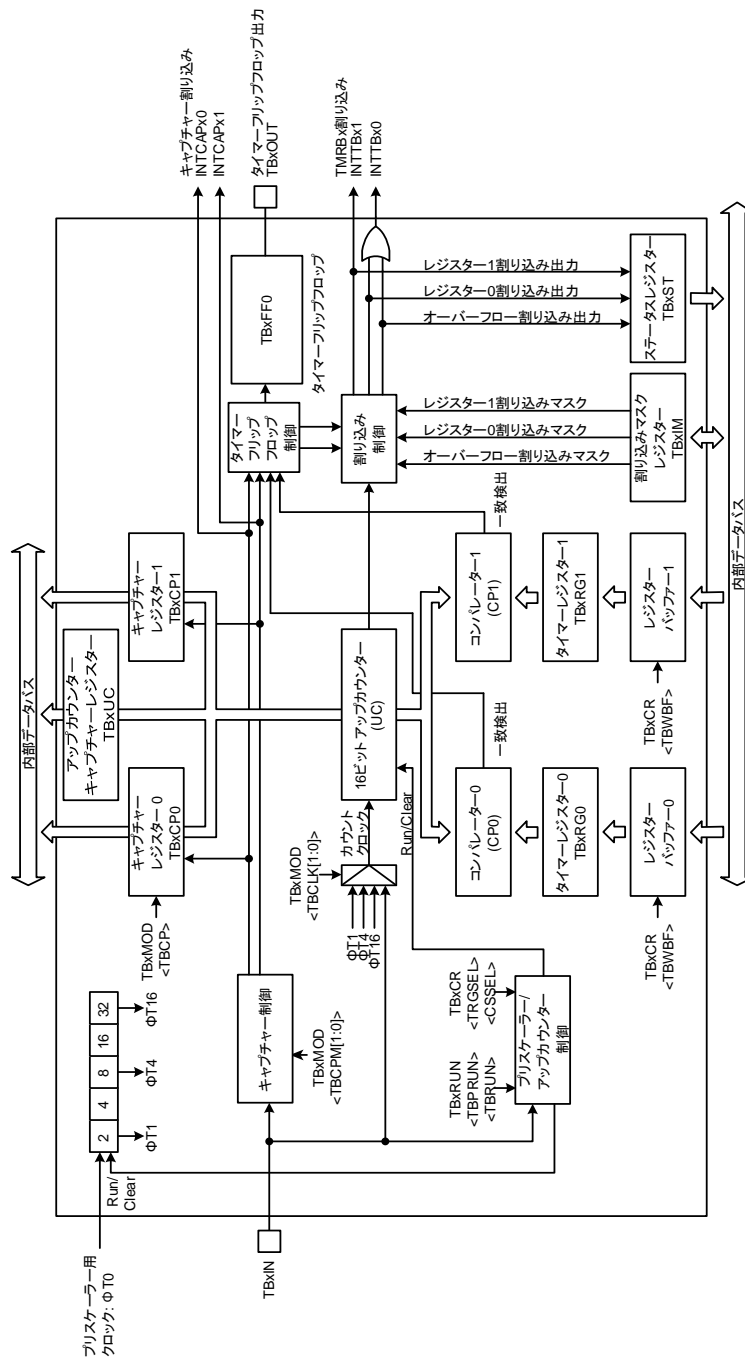 プリスケーラー用
クロック: ΦT0
2
4
8
16
32
ΦT1
ΦT4
ΦT16
Run/
Clear
TBxIN
内部データバス
TBxMOD
<TBCP>
キャプチャー
レジスター 0
TBxCP0
アップカウンター
キャプチャーレジスター
TBxUC
キャプチャー
レジスター1
TBxCP1
キャプチャー割り込み
INTCAPx0
INTCAPx1
キャプチャー制御
TBxMOD
<TBCPM[1:0]>
タイマー
フリップ
フロップ
制御
TBxFF0
タイマーフリップフロップ
タイマーフリップフロップ出力
TBxOUT
TBxMOD
<TBCLK[1:0]>
ΦT1
ΦT4
ΦT16
カウント
クロック
16ビット アップカウンター
(UC)
割り込み
制御
TMRBx割り込み
INTTBx1
INTTBx0
TBxRUN
<TBPRUN>
<TBRUN>
TBxCR
<TRGSEL>
<CSSEL>
プリスケーラー/
アップカウンター
制御
Run/Clear
コンパレーター0
(CP0)
一致検出
コンパレーター1
(CP1)
一致検出
レジスター1割り込みマスク
レジスター0割り込みマスク
オーバーフロー割り込みマスク
レジスター1割り込み出力
レジスター0割り込み出力
オーバーフロー割り込み出力
タイマーレジスター0
TBxRG0
タイマーレジスター1
TBxRG1
TBxCR
<TBWBF>
レジスター
バッファー0
TBxCR
<TBWBF>
レジスター
バッファー1
割り込みマスク
レジスター
TBxIM
ステータスレジスター
TBxST
内部データバス